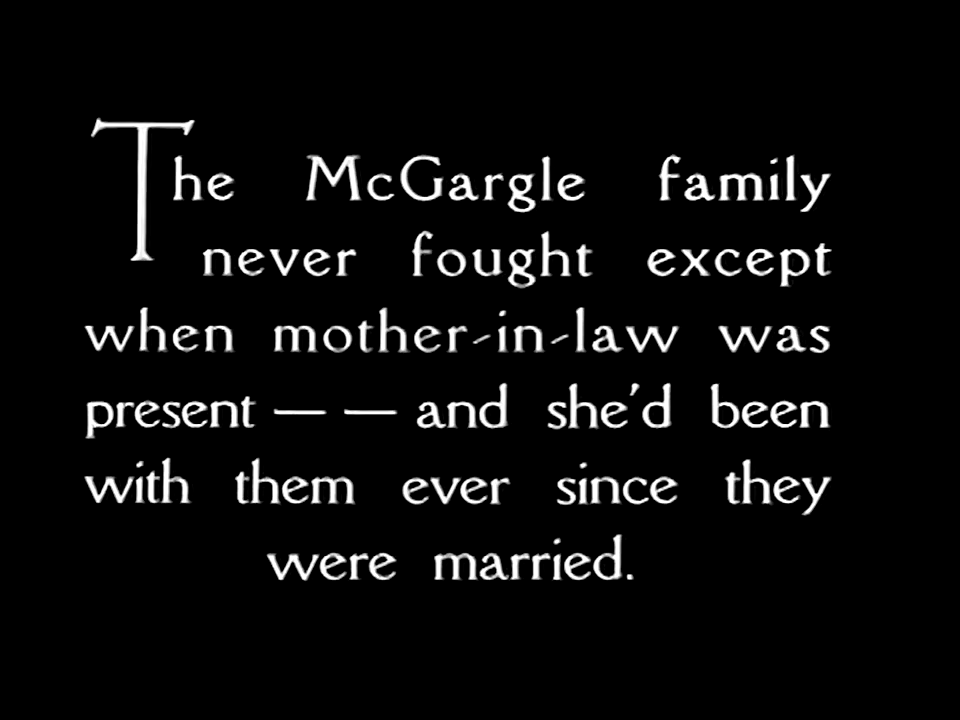 The McGargle family
never fought except
when mother-in-law was
present — — and she'd been
with them ever since they
were married.